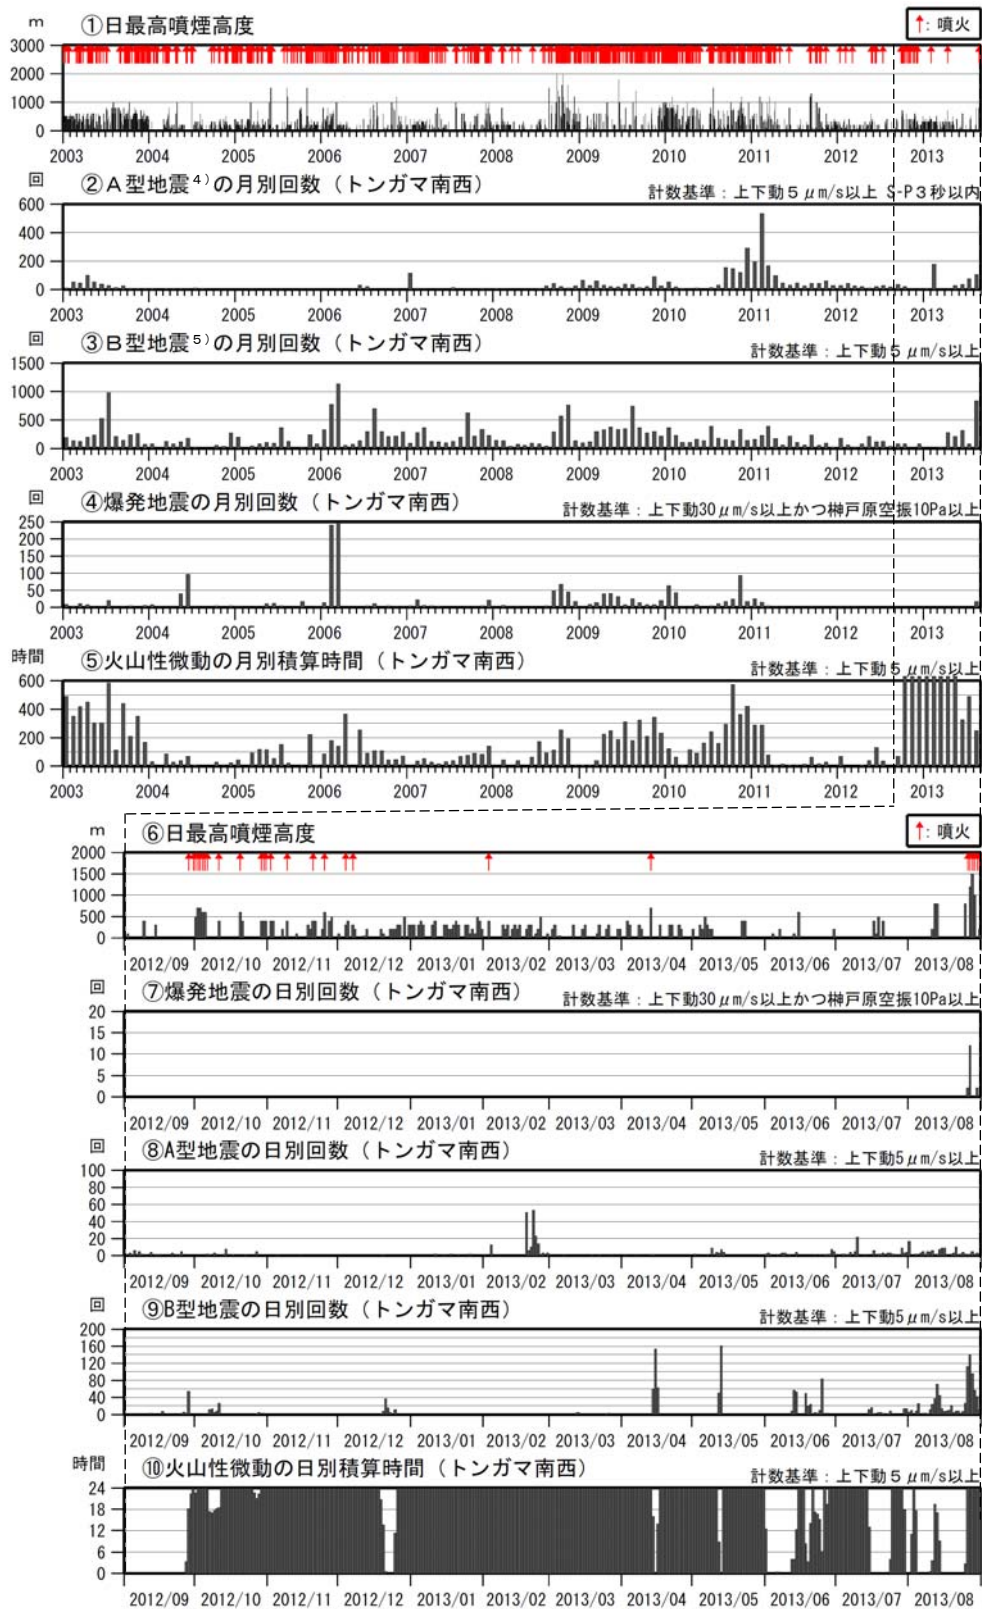 m ①日最高噴煙高度 ↑: 噴火
3000
2000
1000
0
2003 2004 2005 2006 2007 2008 2009 2010 2011 2012 2013
回 ②A型地震4)の月別回数（トンガマ南西） 計数基準：上下動5μm/s以上 S-P3秒以内
600
400
200
0
2003 2004 2005 2006 2007 2008 2009 2010 2011 2012 2013
回 ③B型地震5)の月別回数（トンガマ南西） 計数基準：上下動5μm/s以上
1500
1000
500
0
2003 2004 2005 2006 2007 2008 2009 2010 2011 2012 2013
回 ④爆発地震の月別回数（トンガマ南西） 計数基準：上下動30μm/s以上かつ榊戸原空振10Pa以上
250
200
150
100
50
0
2003 2004 2005 2006 2007 2008 2009 2010 2011 2012 2013
時間 ⑤火山性微動の月別積算時間（トンガマ南西） 計数基準：上下動5μm/s以上
600
400
200
0
2003 2004 2005 2006 2007 2008 2009 2010 2011 2012 2013
m ⑥日最高噴煙高度 ↑: 噴火
2000
1500
1000
500
0
2012/09 2012/10 2012/11 2012/12 2013/01 2013/02 2013/03 2013/04 2013/05 2013/06 2013/07 2013/08
回 ⑦爆発地震の日別回数（トンガマ南西） 計数基準：上下動30μm/s以上かつ榊戸原空振10Pa以上
20
15
10
5
0
2012/09 2012/10 2012/11 2012/12 2013/01 2013/02 2013/03 2013/04 2013/05 2013/06 2013/07 2013/08
回 ⑧A型地震の日別回数（トンガマ南西） 計数基準：上下動5μm/s以上
100
80
60
40
20
0
2012/09 2012/10 2012/11 2012/12 2013/01 2013/02 2013/03 2013/04 2013/05 2013/06 2013/07 2013/08
回 ⑨B型地震の日別回数（トンガマ南西） 計数基準：上下動5μm/s以上
200
160
120
80
40
0
2012/09 2012/10 2012/11 2012/12 2013/01 2013/02 2013/03 2013/04 2013/05 2013/06 2013/07 2013/08
時間 ⑩火山性微動の日別積算時間（トンガマ南西） 計数基準：上下動5μm/s以上
24
18
12
6
0
2012/09 2012/10 2012/11 2012/12 2013/01 2013/02 2013/03 2013/04 2013/05 2013/06 2013/07 2013/08